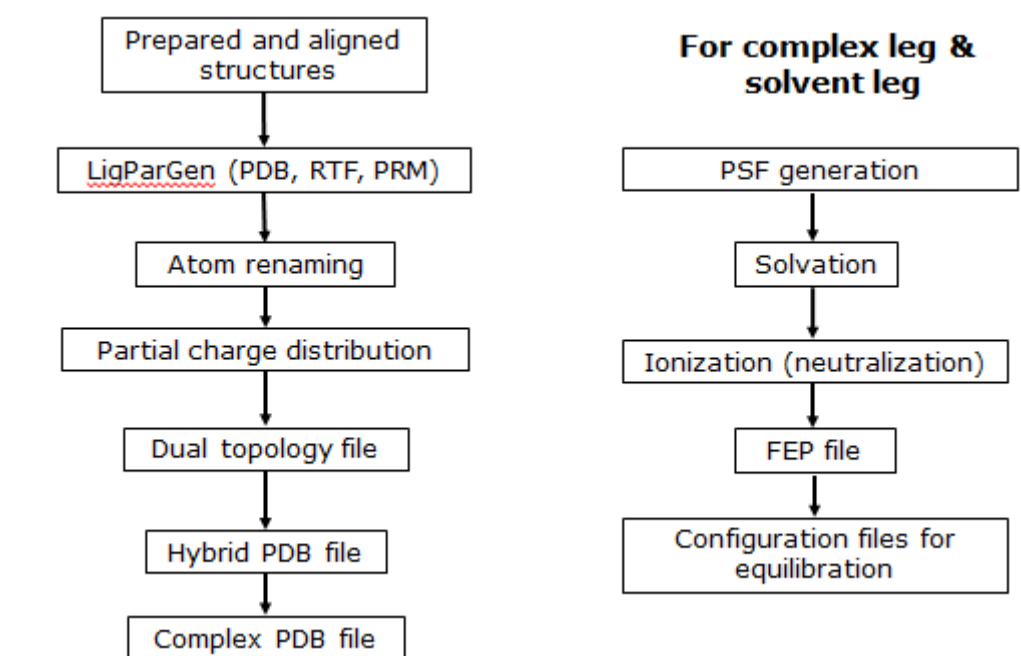 Prepared and aligned
structures
LigParGen (PDB, RTF, PRM)
Atom renaming
Partial charge distribution
Dual topology file
Hybrid PDB file
Complex PDB file
For complex leg &
solvent leg
PSF generation
Solvation
Ionization (neutralization)
FEP file
Configuration files for
equilibration